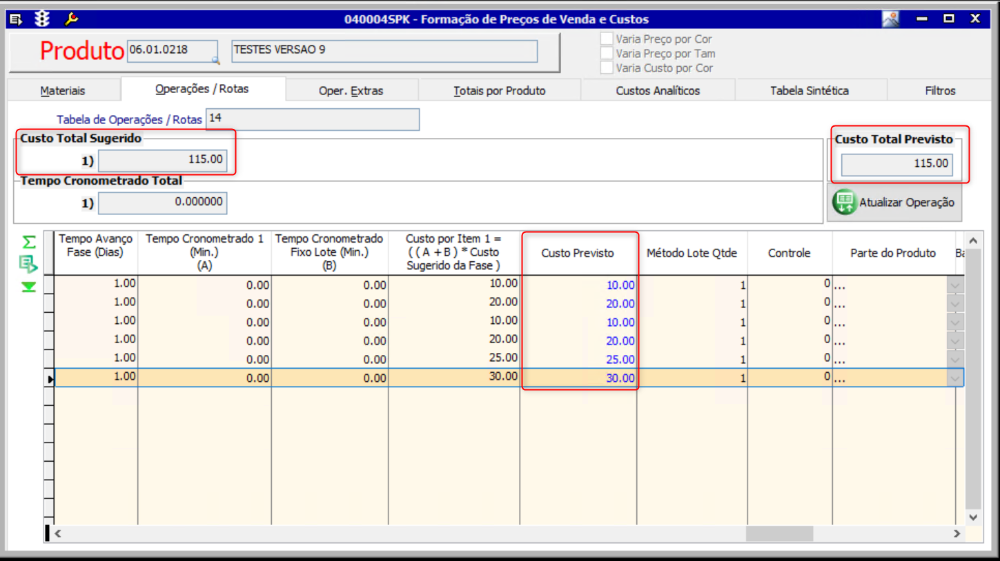 040004SPK - Formação de Preços de Venda e Custos
Produto 06.01.0218 TESTES VERSAO 9
Varia Preço por Cor
Varia Preço por Tam
Varia Custo por Cor
Materiais Operações / Rotas Oper. Extras Totais por Produto Custos Analíticos Tabela Sintética Filtros
Tabela de Operações / Rotas 14
Custo Total Sugerido Custo Total Previsto
1) 115.00 115.00
Tempo Cronometrado Total
1) 0.000000 Atualizar Operação
Tempo Avanço Tempo Cronometrado 1 Tempo Cronometrado Custo por Item 1 =
Fase (Dias) (Min.) Fixo Lote (Min.) ( ( A + B ) * Custo Custo Previsto Método Lote Qtde Controle Parte do Produto Ba
(A) (B) Sugerido da Fase )
1.00 0.00 0.00 10.00 10.00 1 0 ...
1.00 0.00 0.00 20.00 20.00 1 0 ...
1.00 0.00 0.00 10.00 10.00 1 0 ...
1.00 0.00 0.00 20.00 20.00 1 0 ...
1.00 0.00 0.00 25.00 25.00 1 0 ...
1.00 0.00 0.00 30.00 30.00 1 0 ...